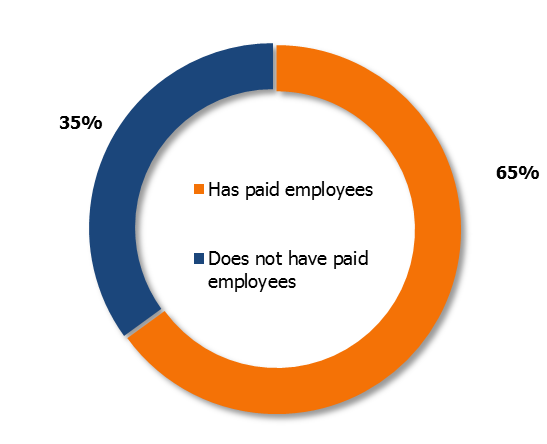 35%
65%
Has paid employees
Does not have paid
employees